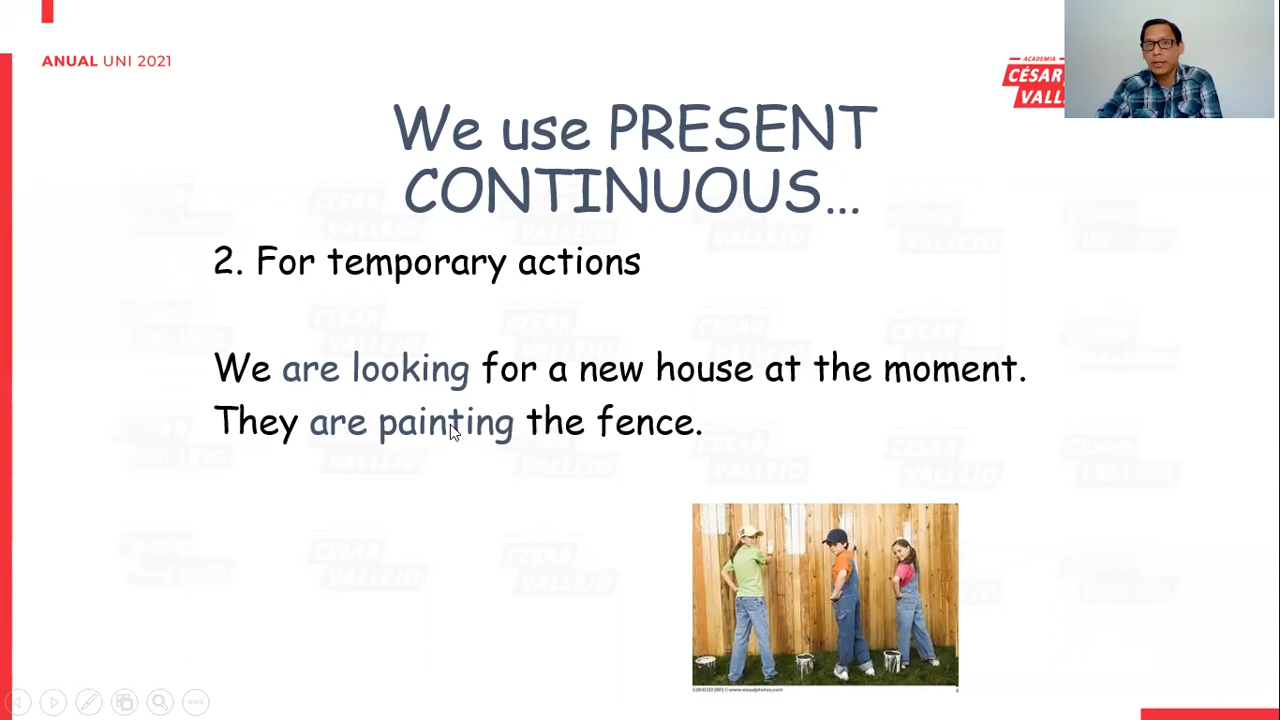 ANUAL UNI 2021
ACADEMIA
CÉSAR
VALL
We use PRESENT
CONTINUOUS...
2. For temporary actions
We are looking for a new house at the moment.
They are painting the fence.